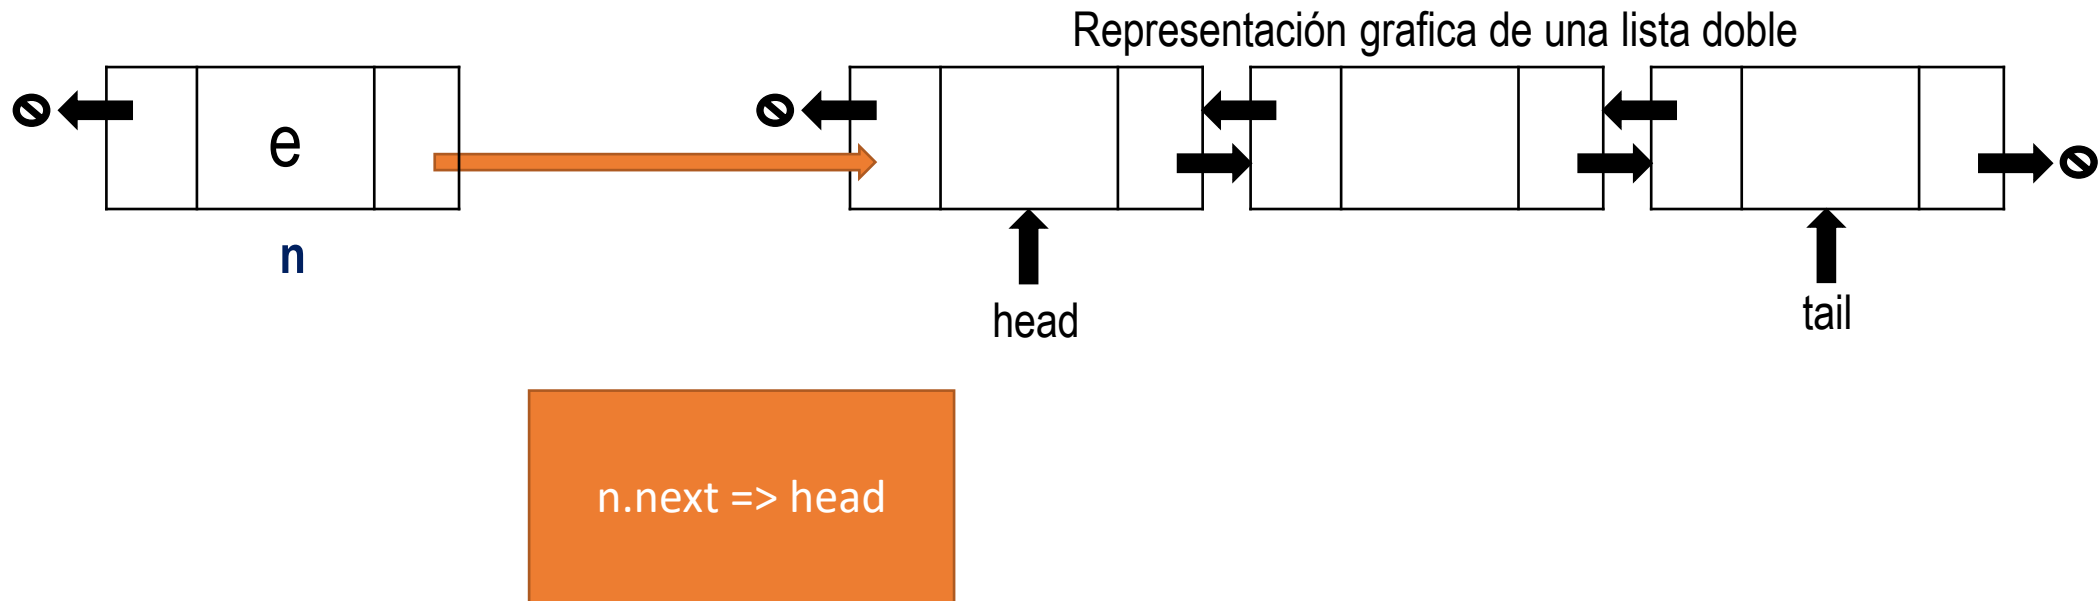 Representación grafica de una lista doble
e
n
head
tail
n.next => head